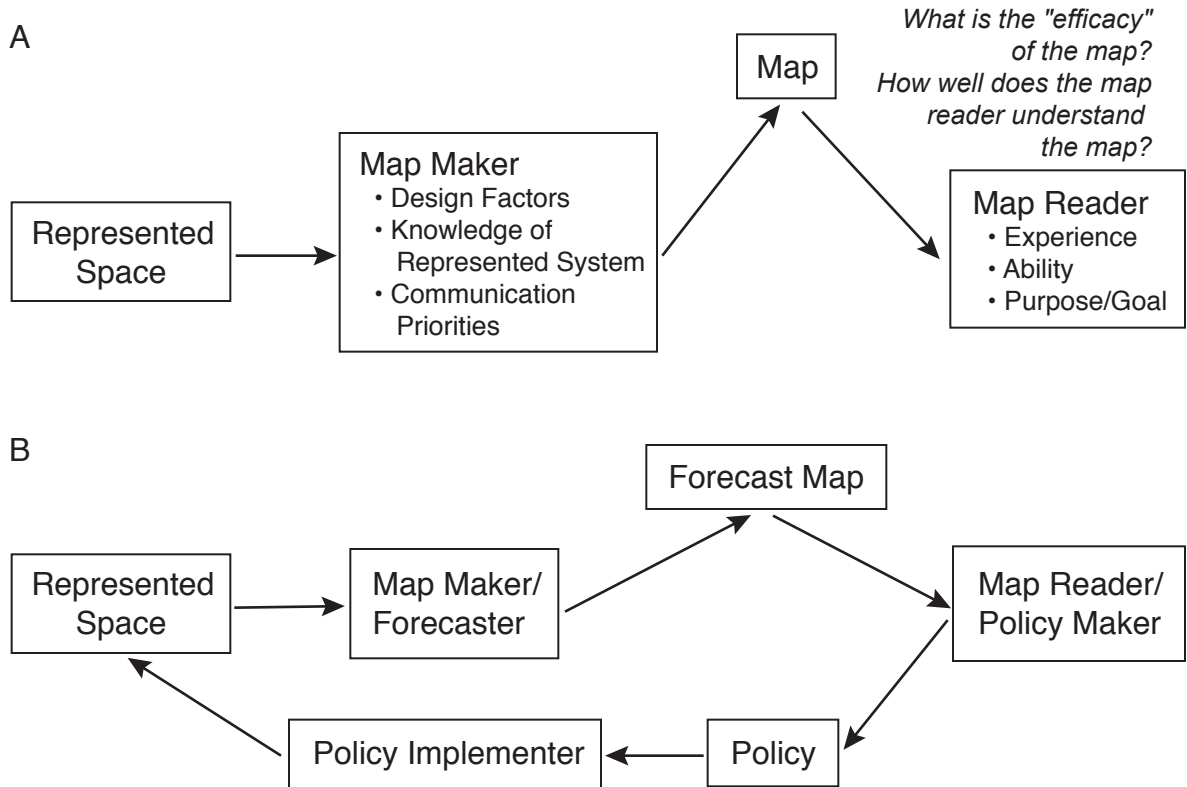 A
Represented
Space
Map Maker
• Design Factors
• Knowledge of
Represented System
• Communication
Priorities
Map
What is the "efficacy"
of the map?
How well does the map
reader understand
the map?
Map Reader
• Experience
• Ability
• Purpose/Goal
B
Represented
Space
Map Maker/
Forecaster
Forecast Map
Map Reader/
Policy Maker
Policy
Policy Implementer